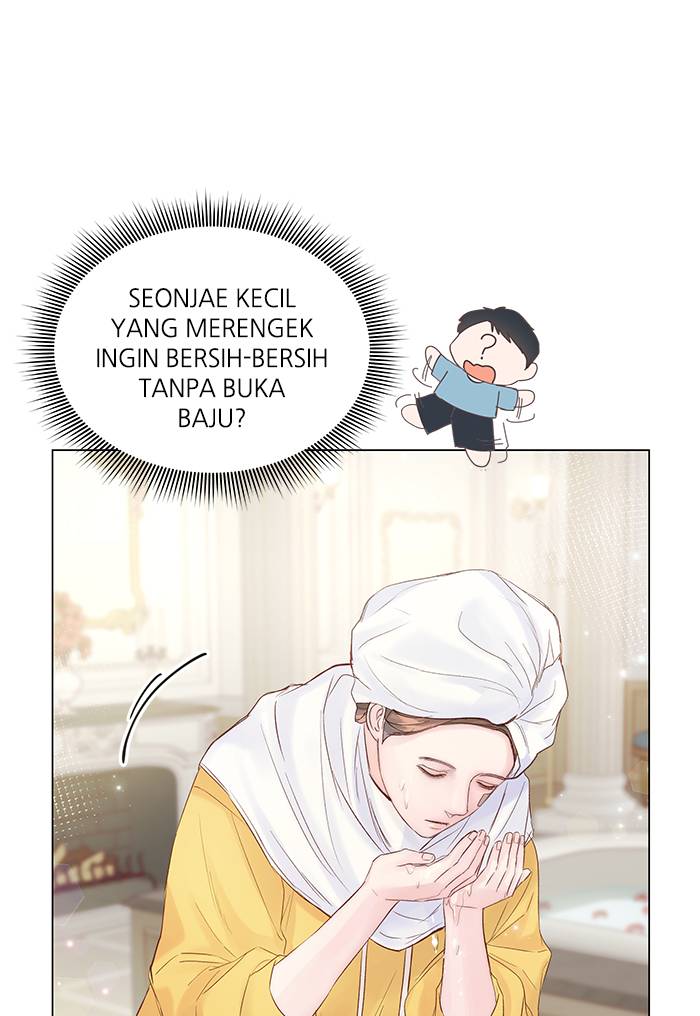 SEONJAE KECIL
YANG MERENGEK
INGIN BERSIH-BERSIH
TANPA BUKA
BAJU?
?